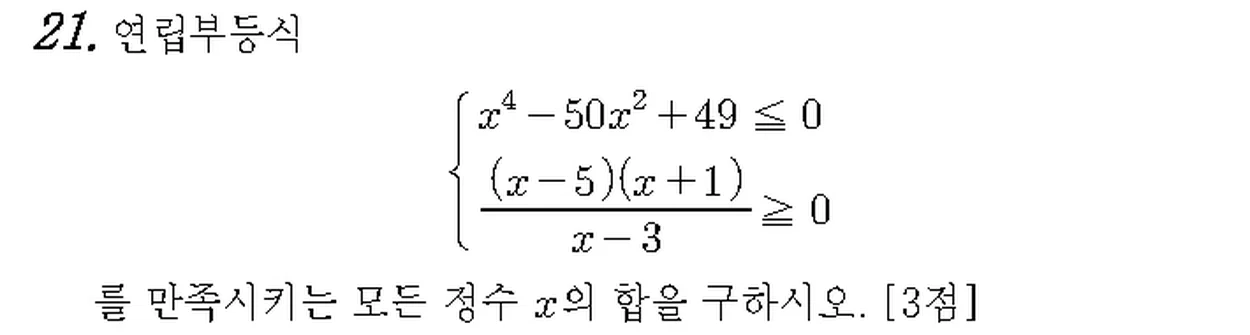 21. 연립부등식
x⁴ − 50x² + 49 ≦ 0
(x − 5)(x + 1)
x − 3
≧ 0
를 만족시키는 모든 정수 x의 합을 구하시오. [3점]